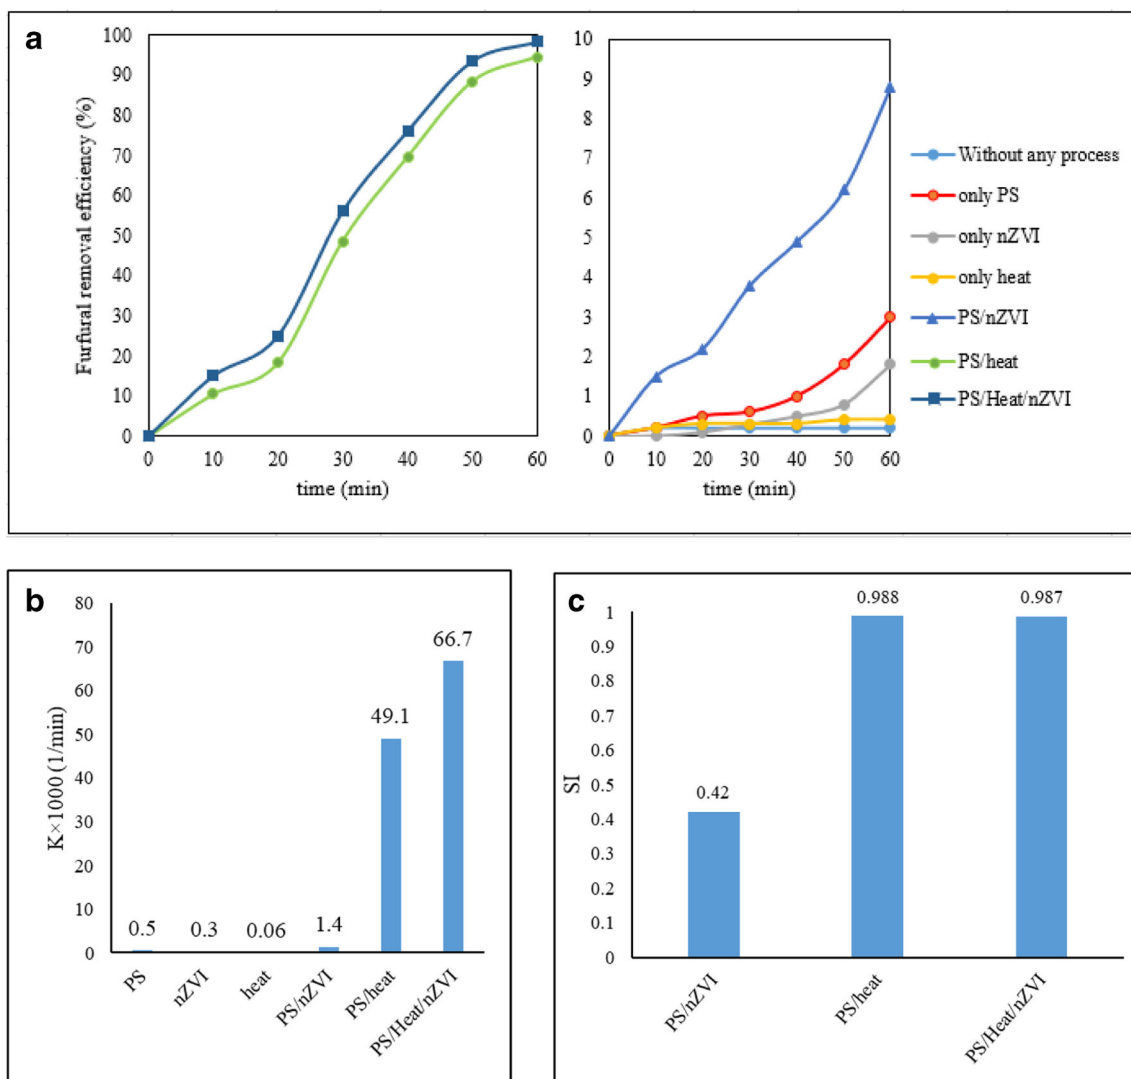 a
Furfural removal efficiency (%)
100
90
80
70
60
50
40
30
20
10
0
0 10 20 30 40 50 60
time (min)
10
9
8
7
6
5
4
3
2
1
0
0 10 20 30 40 50 60
time (min)
Without any process
only PS
only nZVI
only heat
PS/nZVI
PS/heat
PS/Heat/nZVI
b
K×1000 (1/min)
80
70
60
50
40
30
20
10
0
0.5
0.3
0.06
1.4
49.1
66.7
PS
nZVI
heat
PS/nZVI
PS/heat
PS/Heat/nZVI
c
SI
1
0.9
0.8
0.7
0.6
0.5
0.4
0.3
0.2
0.1
0
0.42
0.988
0.987
PS/nZVI
PS/heat
PS/Heat/nZVI